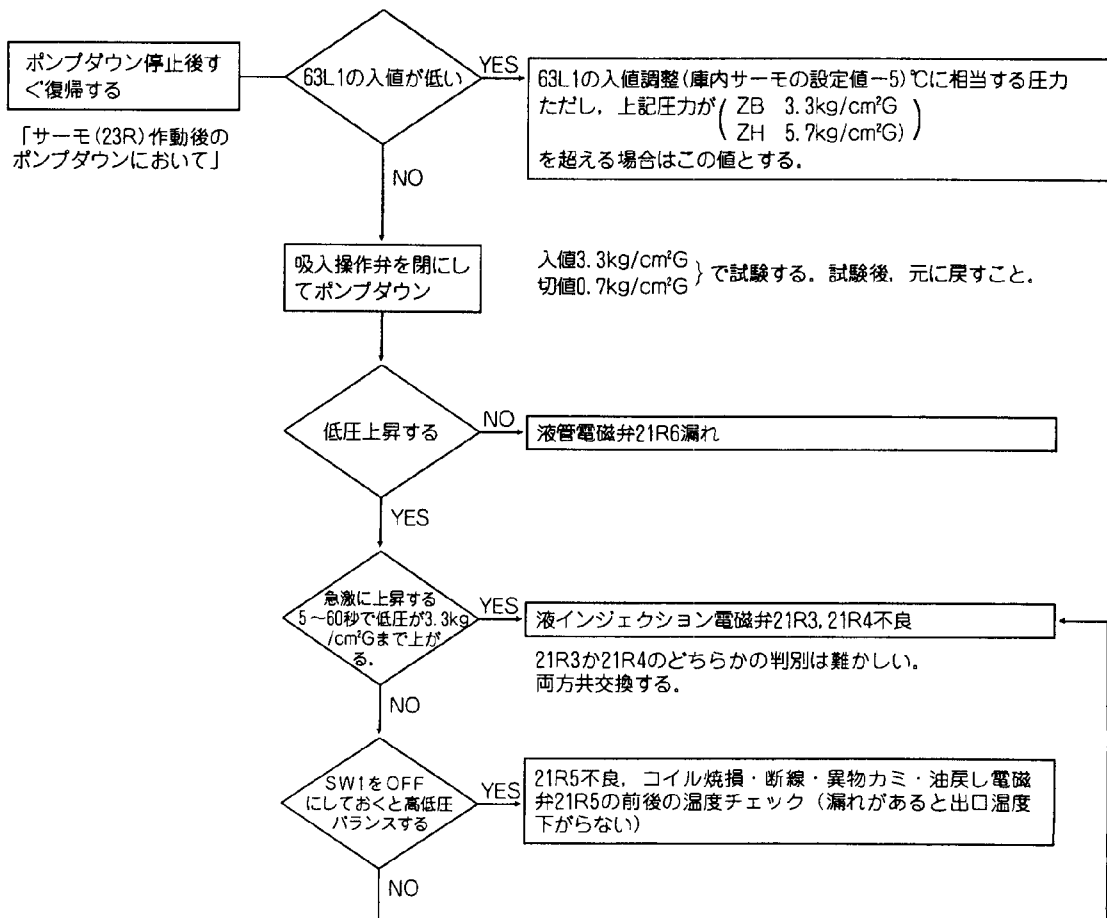 ポンプダウン停止後す
ぐ復帰する
「サーモ(23R)作動後の
ポンプダウンにおいて」
63L1の入値が低い
YES
63L1の入値調整(庫内サーモの設定値−5)℃に相当する圧力
ただし，上記圧力が( ZB 3.3kg/cm²G
ZH 5.7kg/cm²G) )
を超える場合はこの値とする．
NO
吸入操作弁を閉にし
てポンプダウン
入値3.3kg/cm²G
切値0.7kg/cm²G } で試験する．試験後，元に戻すこと．
低圧上昇する
NO
液管電磁弁21R6漏れ
YES
急激に上昇する
5〜60秒で低圧が3.3kg
/cm²Gまで上が
る．
YES
液インジェクション電磁弁21R3，21R4不良
21R3か21R4のどちらかの判別は難かしい。
両方共交換する。
NO
SW1をOFF
にしておくと高低圧
バランスする
YES
21R5不良，コイル焼損・断線・異物カミ・油戻し電磁
弁21R5の前後の温度チェック（漏れがあると出口温度
下がらない）
NO